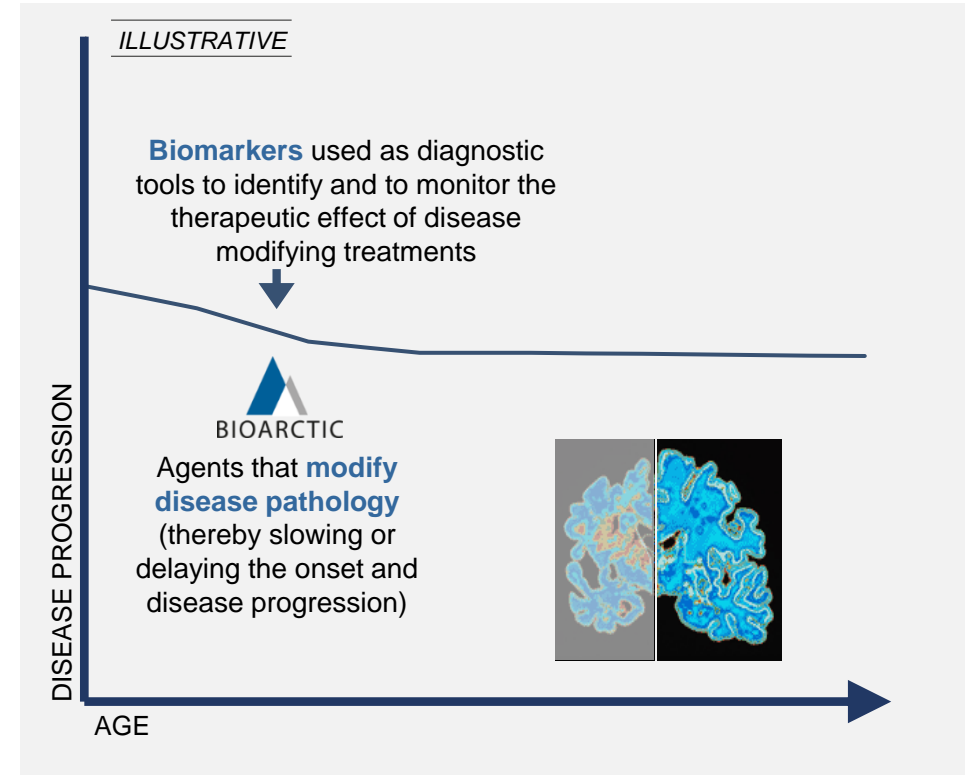 ILLUSTRATIVE
Biomarkers used as diagnostic
tools to identify and to monitor the
therapeutic effect of disease
modifying treatments
BIOARCTIC
Agents that modify
disease pathology
(thereby slowing or
delaying the onset and
disease progression)
DISEASE PROGRESSION
AGE